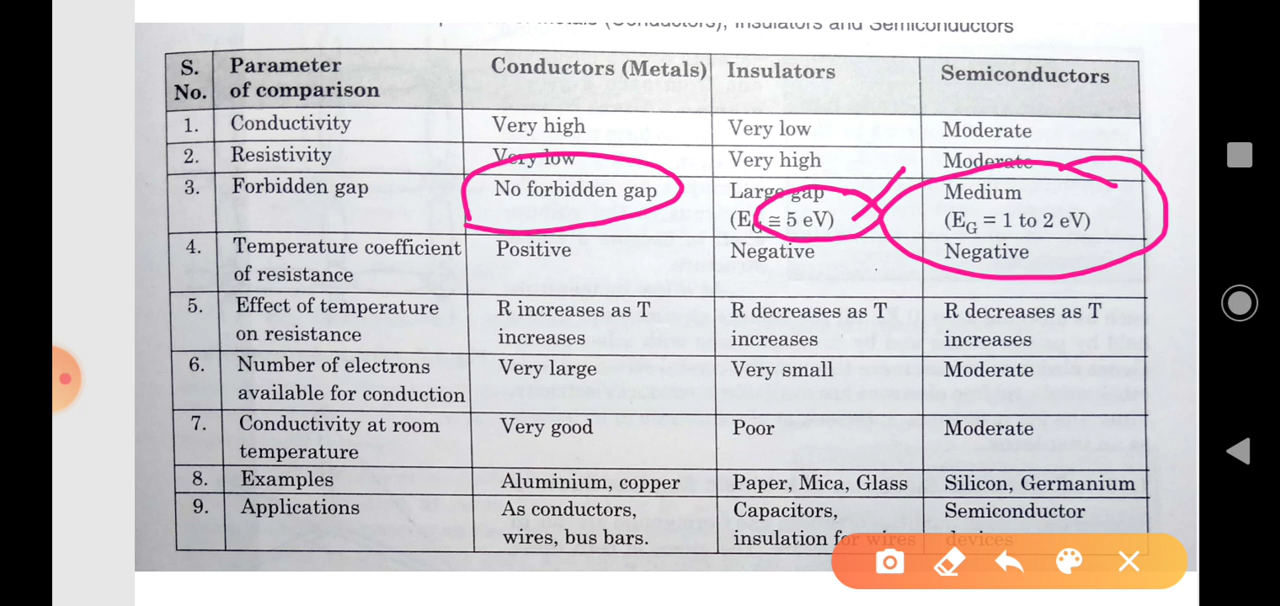 Metals (Conductors), Insulators and Semiconductors
S. No. Parameter of comparison Conductors (Metals) Insulators Semiconductors
1. Conductivity Very high Very low Moderate
2. Resistivity Very low Very high Moderate
3. Forbidden gap No forbidden gap Large gap Medium
(E_G ≅ 5 eV) (E_G = 1 to 2 eV)
4. Temperature coefficient Positive Negative Negative
of resistance
5. Effect of temperature R increases as T R decreases as T R decreases as T
on resistance increases increases increases
6. Number of electrons Very large Very small Moderate
available for conduction
7. Conductivity at room Very good Poor Moderate
temperature
8. Examples Aluminium, copper Paper, Mica, Glass Silicon, Germanium
9. Applications As conductors, Capacitors, Semiconductor
wires, bus bars. insulation for wires devices